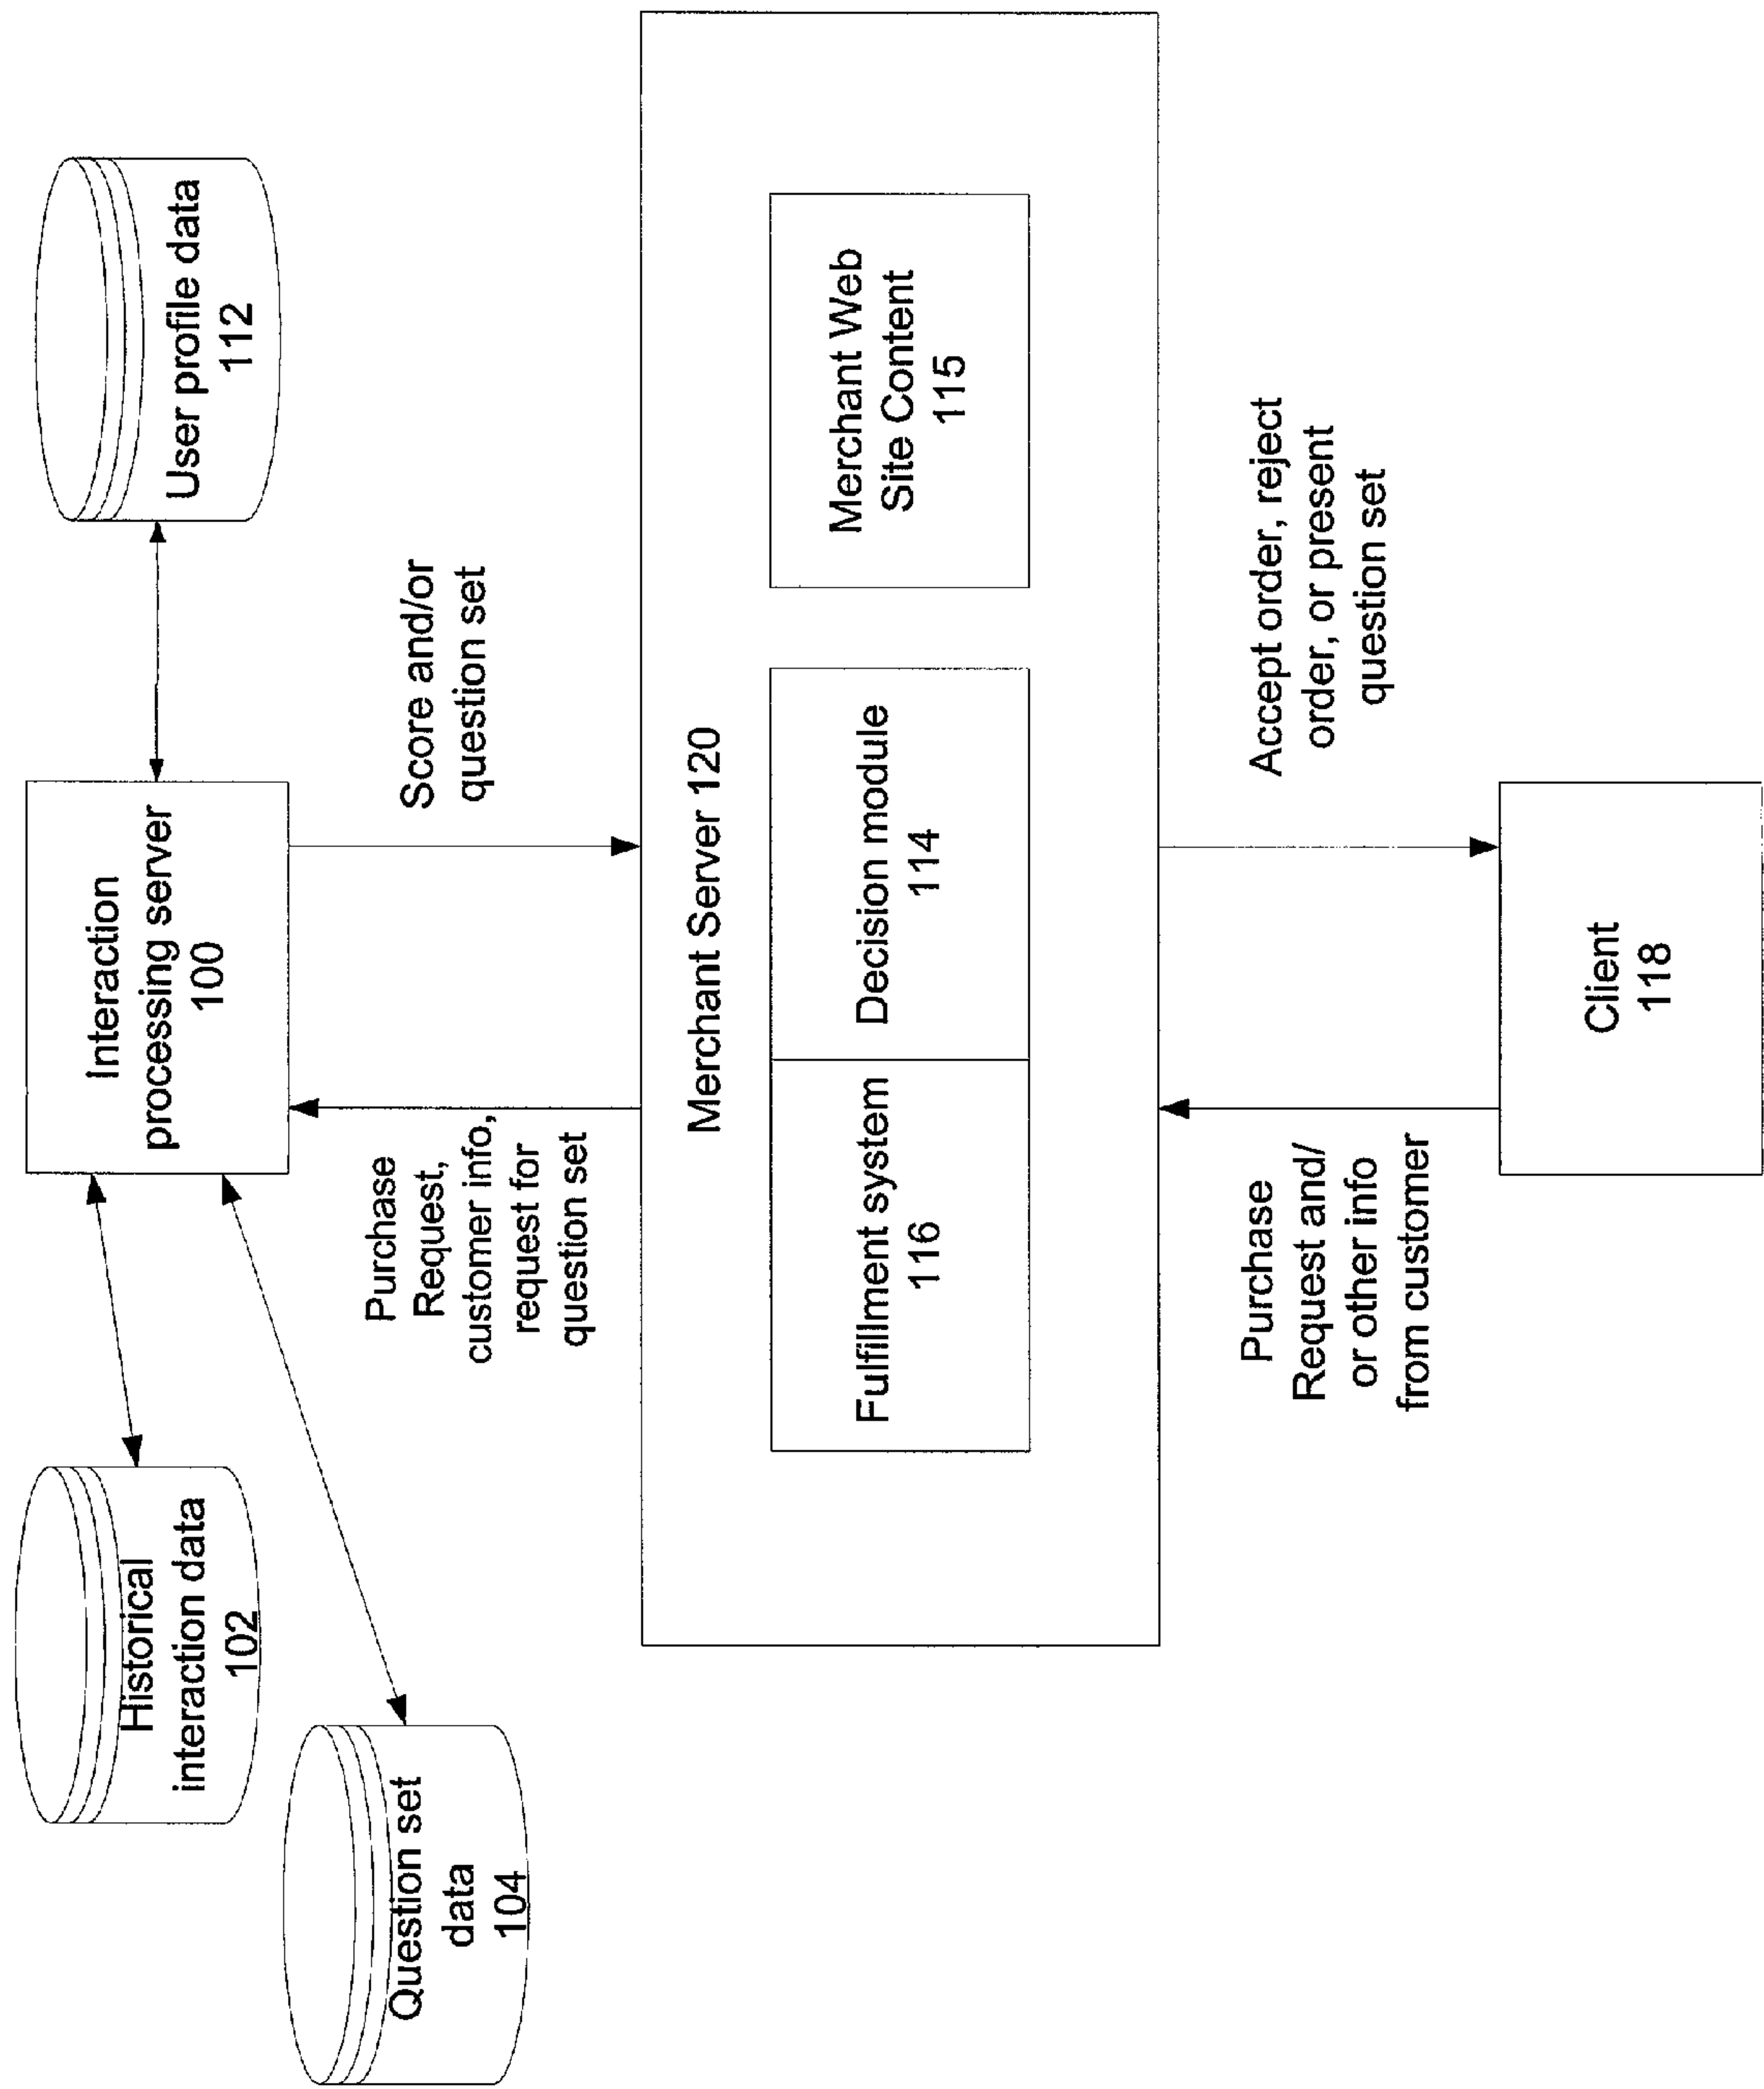 Historical
interaction data
102
Question set
data
104
Interaction
processing server
100
User profile data
112
Purchase
Request,
customer info,
request for
question set
Score and/or
question set
Merchant Server 120
Fulfillment system
116
Decision module
114
Merchant Web
Site Content
115
Purchase
Request and/
or other info
from customer
Accept order, reject
order, or present
question set
Client
118